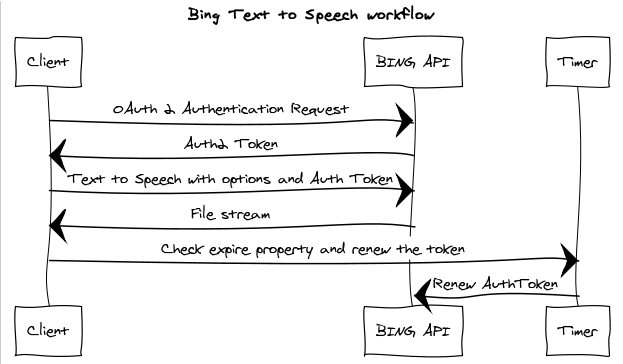 Bing Text to Speech workflow
Client
BING API
Timer
oAuth 2 Authentication Request
Auth2 Token
Text to Speech with options and Auth Token
File stream
Check expire property and renew the token
Renew AuthToken
Client
BING API
Timer